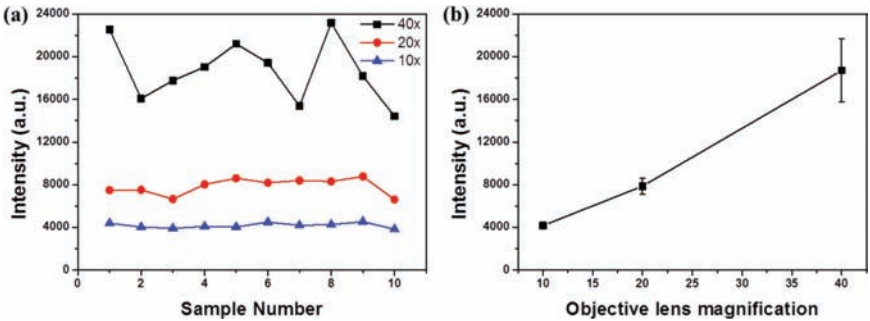 (a)
24000
20000
16000
12000
8000
4000
0
Intensity (a.u.)
40x
20x
10x
0 2 4 6 8 10
Sample Number
(b)
24000
20000
16000
12000
8000
4000
0
Intensity (a.u.)
10 15 20 25 30 35 40
Objective lens magnification